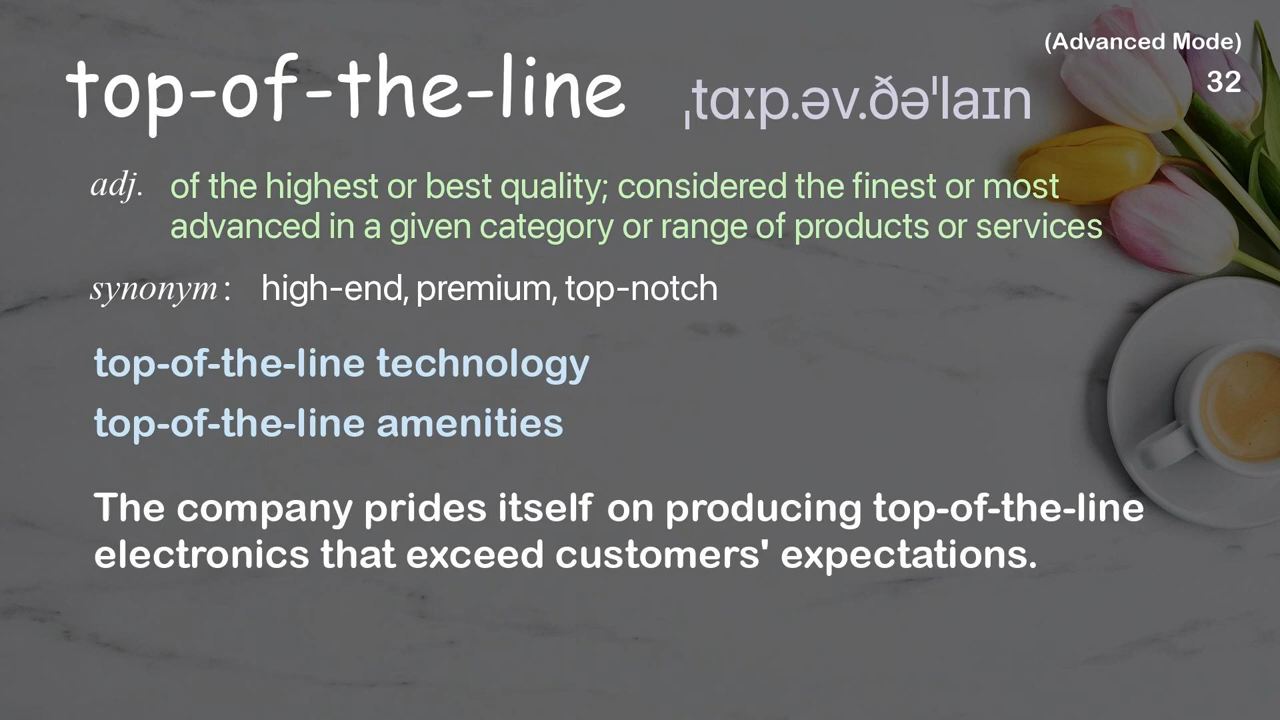 (Advanced Mode)
32
top-of-the-line ˌtɑːp.əv.ðəˈlaɪn
adj. of the highest or best quality; considered the finest or most
advanced in a given category or range of products or services
synonym : high-end, premium, top-notch
top-of-the-line technology
top-of-the-line amenities
The company prides itself on producing top-of-the-line
electronics that exceed customers' expectations.